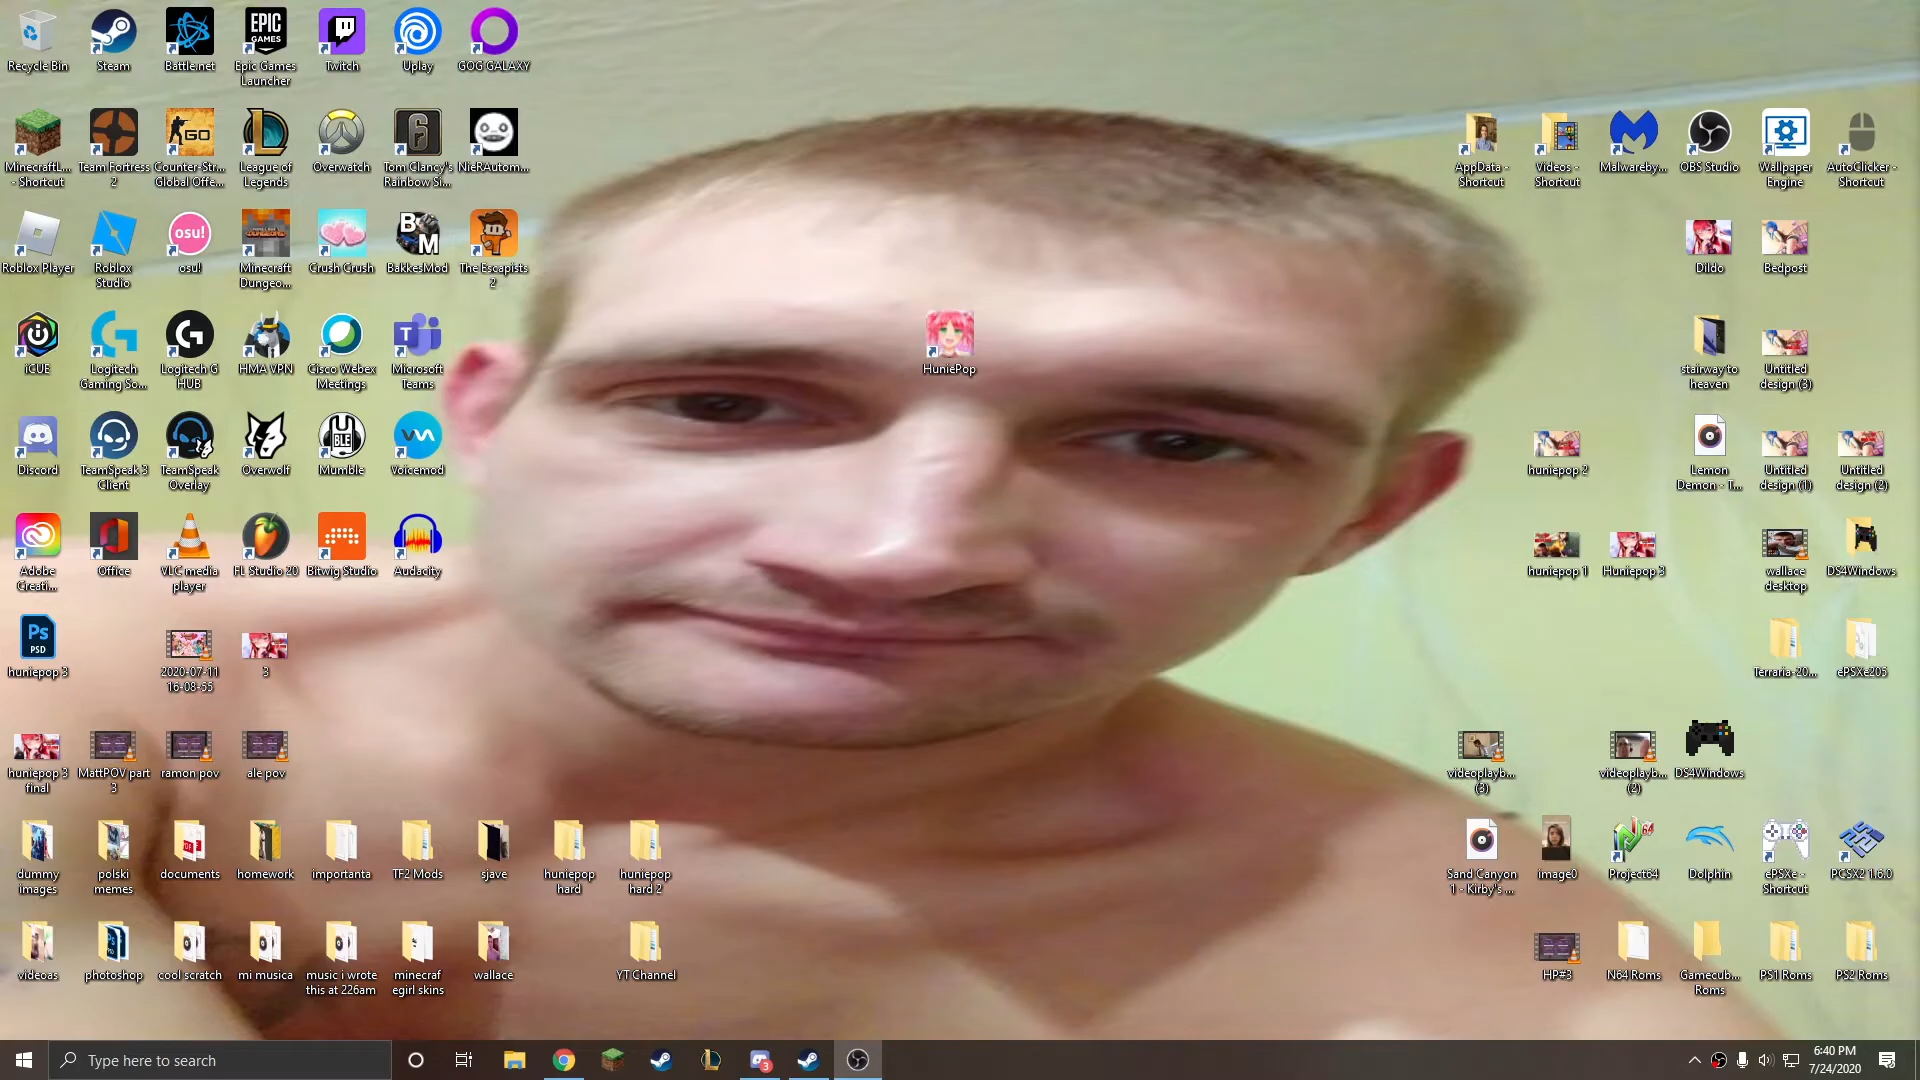 Recycle Bin
Steam
Battle.net
Epic Games
Launcher
Twitch
Uplay
GOG GALAXY
EPIC
GAMES
MinecraftL...
- Shortcut
Team Fortress
2
Counter-Str...
Global Offe...
League of
Legends
Overwatch
Tom Clancy's
Rainbow Si...
NieRAutom...
GO
6
AppData -
Shortcut
Videos -
Shortcut
Malwareby...
OBS Studio
Wallpaper
Engine
AutoClicker -
Shortcut
Roblox Player
Roblox
Studio
osu!
osu!
Minecraft
Dungeo...
Crush Crush
BakkesMod
B
M
The Escapists
2
Dildo
Bedpost
iCUE
Logitech
Gaming So...
Logitech G
HUB
HMA VPN
Cisco Webex
Meetings
Microsoft
Teams
HuniePop
stairway to
heaven
Untitled
design (3)
Discord
TeamSpeak 3
Client
TeamSpeak
Overlay
Overwolf
Mumble
Voicemod
huniepop 2
Lemon
Demon - T...
Untitled
design (1)
Untitled
design (2)
Adobe
Creati...
Office
VLC media
player
FL Studio 20
Bitwig Studio
Audacity
huniepop 1
Huniepop 3
wallace
desktop
DS4Windows
Ps
PSD
huniepop 3
2020-07-11
16-08-55
3
Terraria-20...
ePSXe205
huniepop 3
final
MattPOV part
3
ramon pov
ale pov
videoplayb...
(3)
videoplayb...
(2)
DS4Windows
dummy
images
polski
memes
documents
homework
importanta
TF2 Mods
sjave
huniepop
hard
huniepop
hard 2
Sand Canyon
1 - Kirby's ...
image0
Project64
Dolphin
ePSXe -
Shortcut
PCSX2 1.6.0
videoas
photoshop
cool scratch
mi musica
music i wrote
this at 226am
minecraf
egirl skins
wallace
YT Channel
HP#3
N64 Roms
Gamecub...
Roms
PS1 Roms
PS2 Roms
Type here to search
3
6:40 PM
7/24/2020